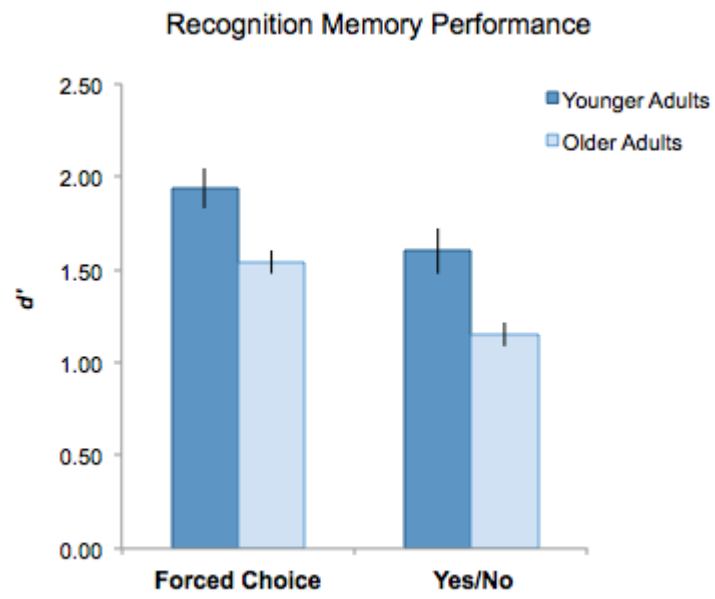 Recognition Memory Performance
2.50
2.00
1.50
1.00
0.50
0.00
d'
Younger Adults
Older Adults
Forced Choice
Yes/No